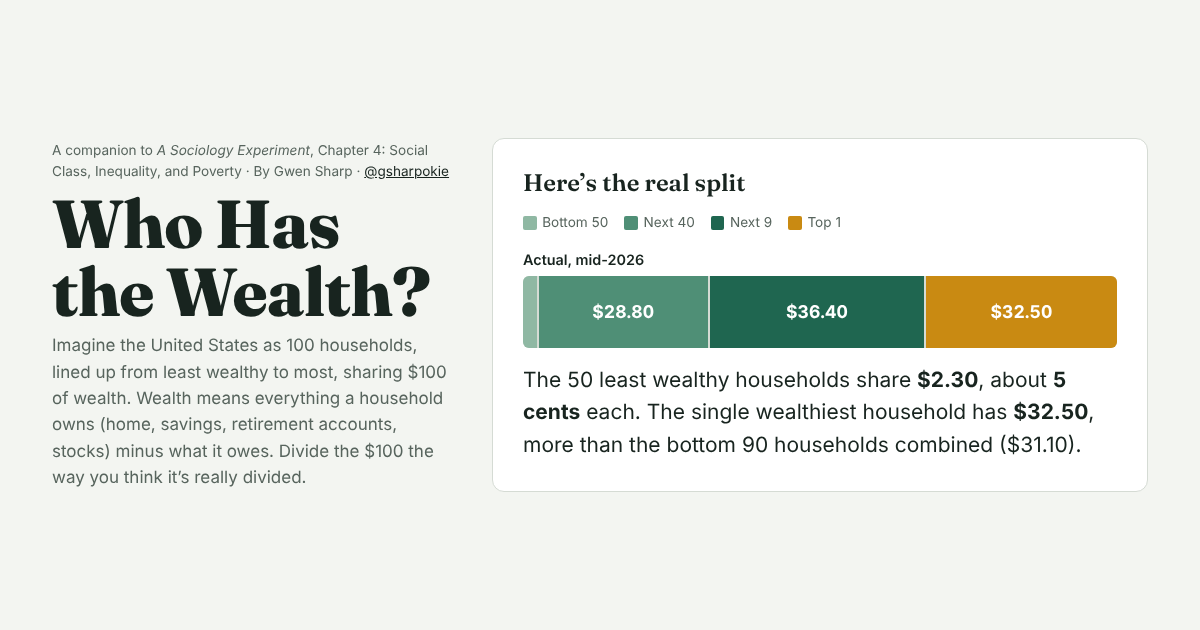 A companion to A Sociology Experiment, Chapter 4: Social
Class, Inequality, and Poverty · By Gwen Sharp · @gsharpokie
Who Has
the Wealth?
Imagine the United States as 100 households,
lined up from least wealthy to most, sharing $100
of wealth. Wealth means everything a household
owns (home, savings, retirement accounts,
stocks) minus what it owes. Divide the $100 the
way you think it’s really divided.
Here’s the real split
Bottom 50 Next 40 Next 9 Top 1
Actual, mid-2026
$28.80 $36.40 $32.50
The 50 least wealthy households share $2.30, about 5
cents each. The single wealthiest household has $32.50,
more than the bottom 90 households combined ($31.10).